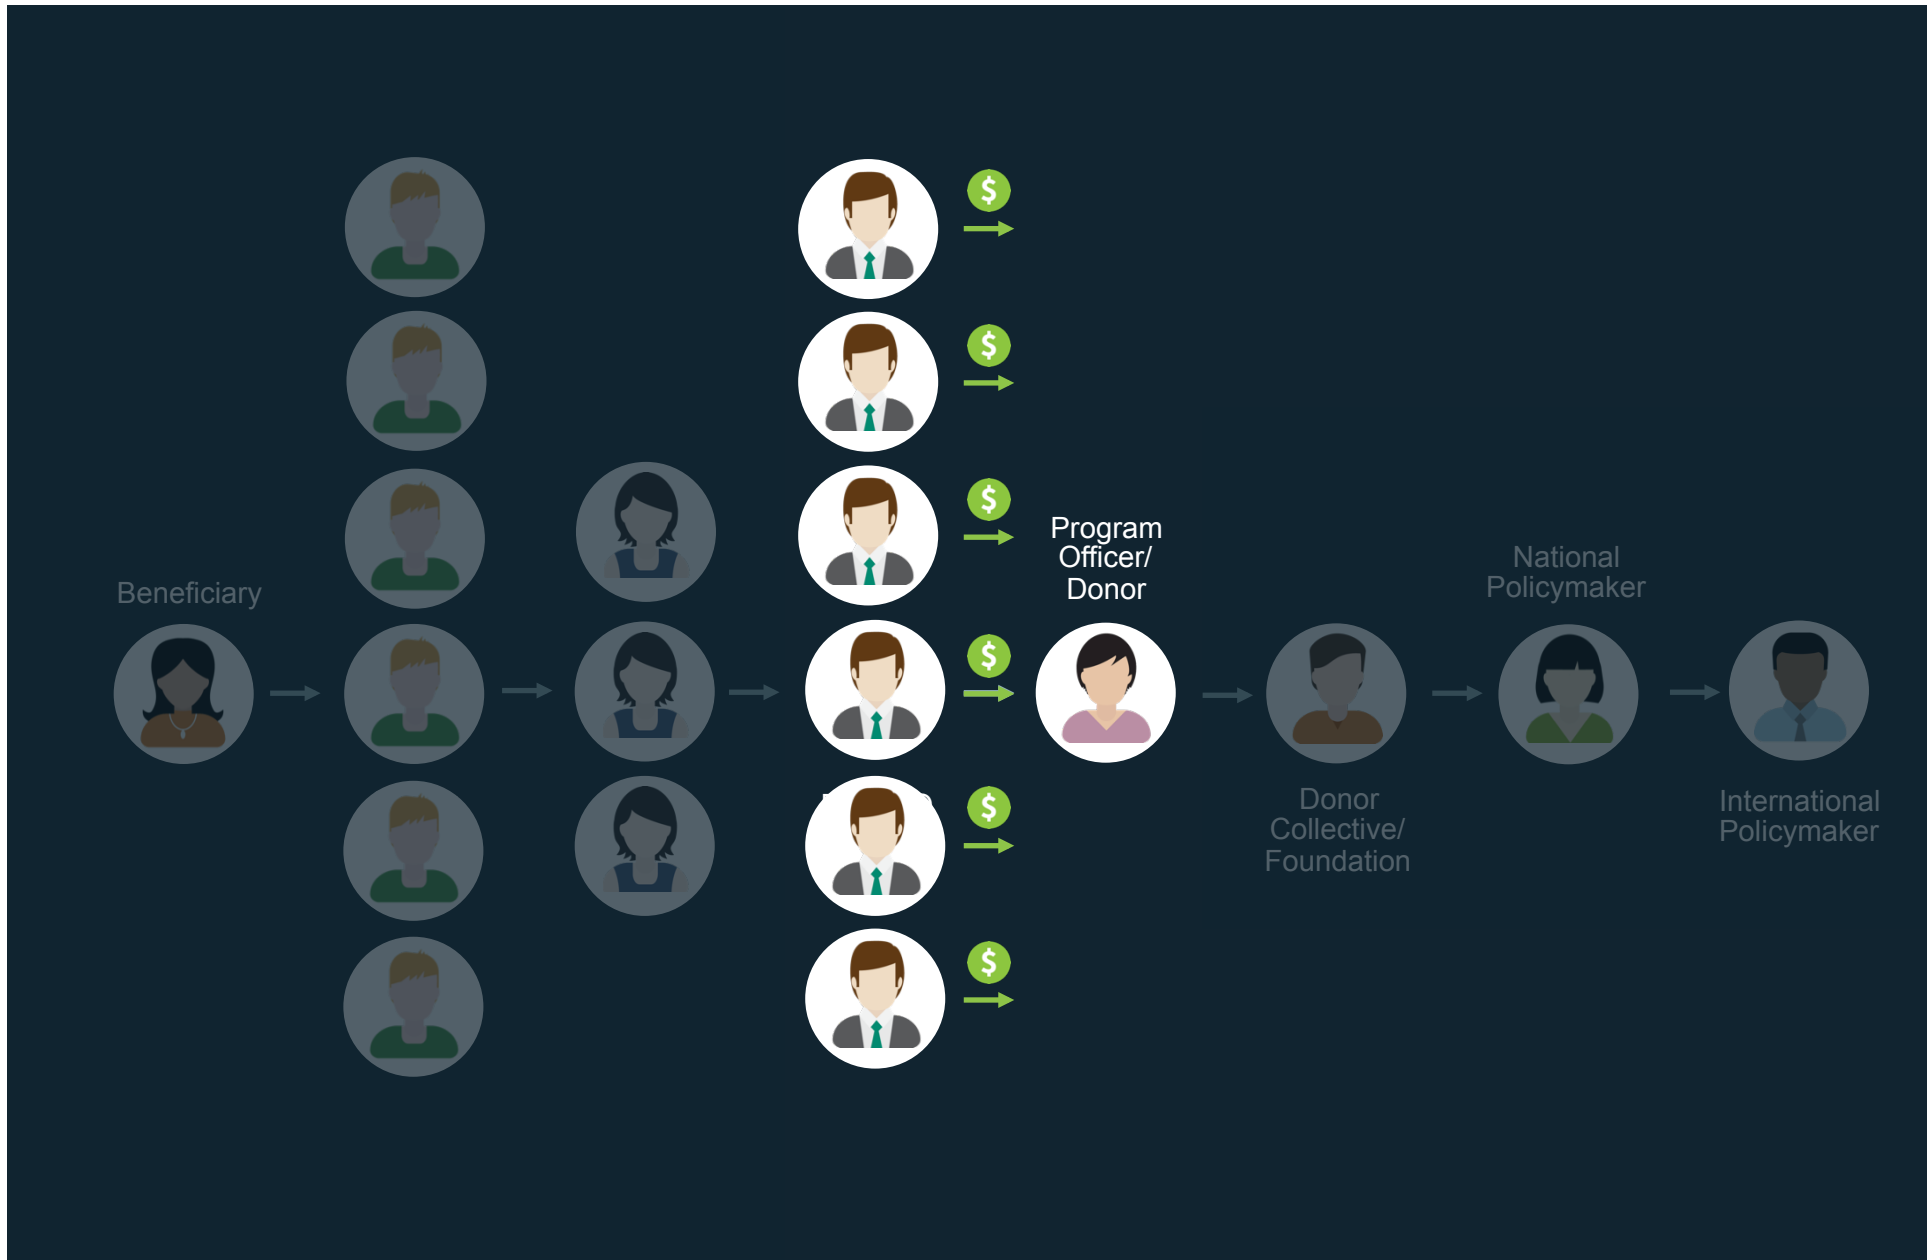 $
$
$
Program
Officer/
Donor
National
Policymaker
Beneficiary
$
Donor
Collective/
Foundation
International
Policymaker
$
$